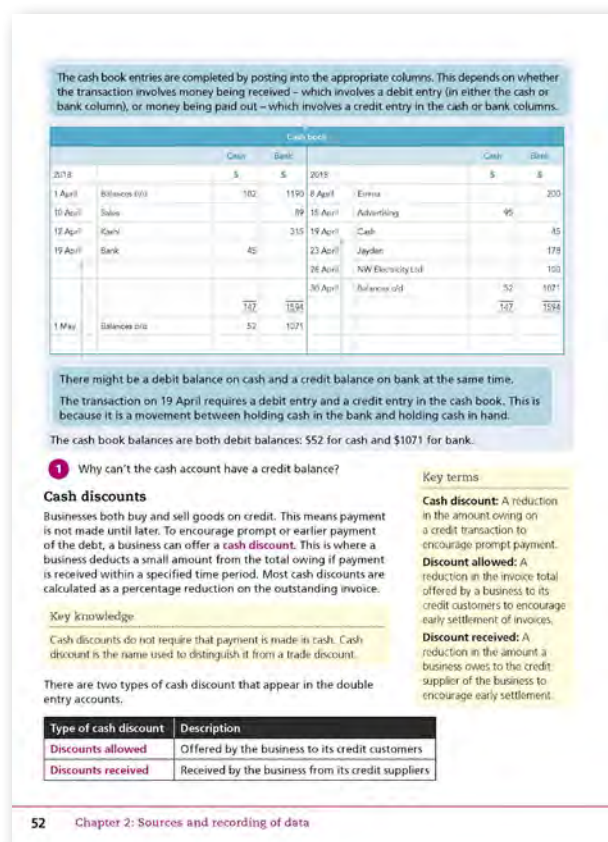 The cash book entries are completed by posting into the appropriate columns. This depends on whether
the transaction involves money being received – which involves a debit entry (in either the cash or
bank column), or money being paid out – which involves a credit entry in the cash or bank columns.
Cash book
Cash Bank Cash Bank
2018 $ $ 2018 $ $
1 April Balances b/d 102 1190 8 April Emma 200
10 April Sales 89 15 April Advertising 95
12 April Kashi 315 19 April Cash 45
19 April Bank 45 23 April Jayden 178
28 April NW Electricity Ltd 100
30 April Balances c/d 52 1071
147 1594 147 1594
1 May Balances b/d 52 1071
There might be a debit balance on cash and a credit balance on bank at the same time.
The transaction on 19 April requires a debit entry and a credit entry in the cash book. This is
because it is a movement between holding cash in the bank and holding cash in hand.
The cash book balances are both debit balances: $52 for cash and $1071 for bank.
1 Why can't the cash account have a credit balance?
Cash discounts
Businesses both buy and sell goods on credit. This means payment
is not made until later. To encourage prompt or earlier payment
of the debt, a business can offer a cash discount. This is where a
business deducts a small amount from the total owing if payment
is received within a specified time period. Most cash discounts are
calculated as a percentage reduction on the outstanding invoice.
Key knowledge
Cash discounts do not require that payment is made in cash. Cash
discount is the name used to distinguish it from a trade discount.
There are two types of cash discount that appear in the double
entry accounts.
Type of cash discount Description
Discounts allowed Offered by the business to its credit customers
Discounts received Received by the business from its credit suppliers
Key terms
Cash discount: A reduction
in the amount owing on
a credit transaction to
encourage prompt payment.
Discount allowed: A
reduction in the invoice total
offered by a business to its
credit customers to encourage
early settlement of invoices.
Discount received: A
reduction in the amount a
business owes to the credit
supplier of the business to
encourage early settlement.
52 Chapter 2: Sources and recording of data